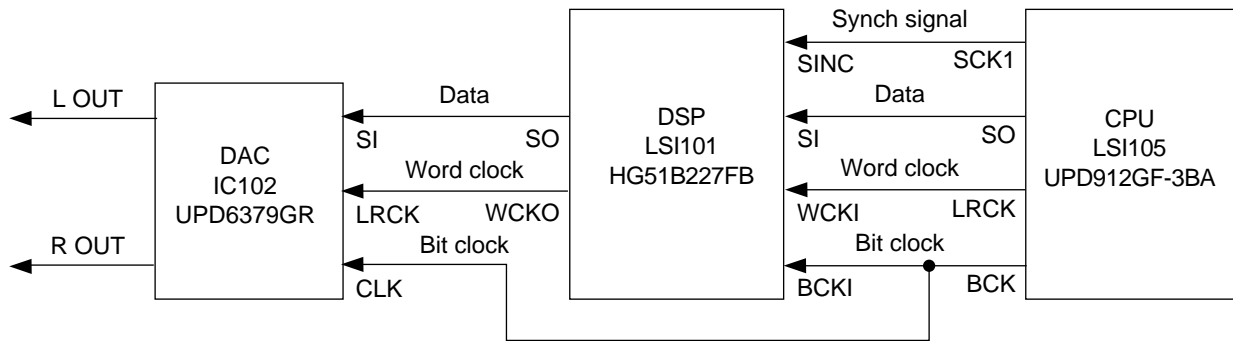 Synch signal
SINC
SCK1
L OUT
Data
SI
SO
DAC
IC102
UPD6379GR
Word clock
LRCK
WCKO
R OUT
Bit clock
CLK
DSP
LSI101
HG51B227FB
Data
SI
SO
Word clock
WCKI
LRCK
Bit clock
BCKI
BCK
CPU
LSI105
UPD912GF-3BA